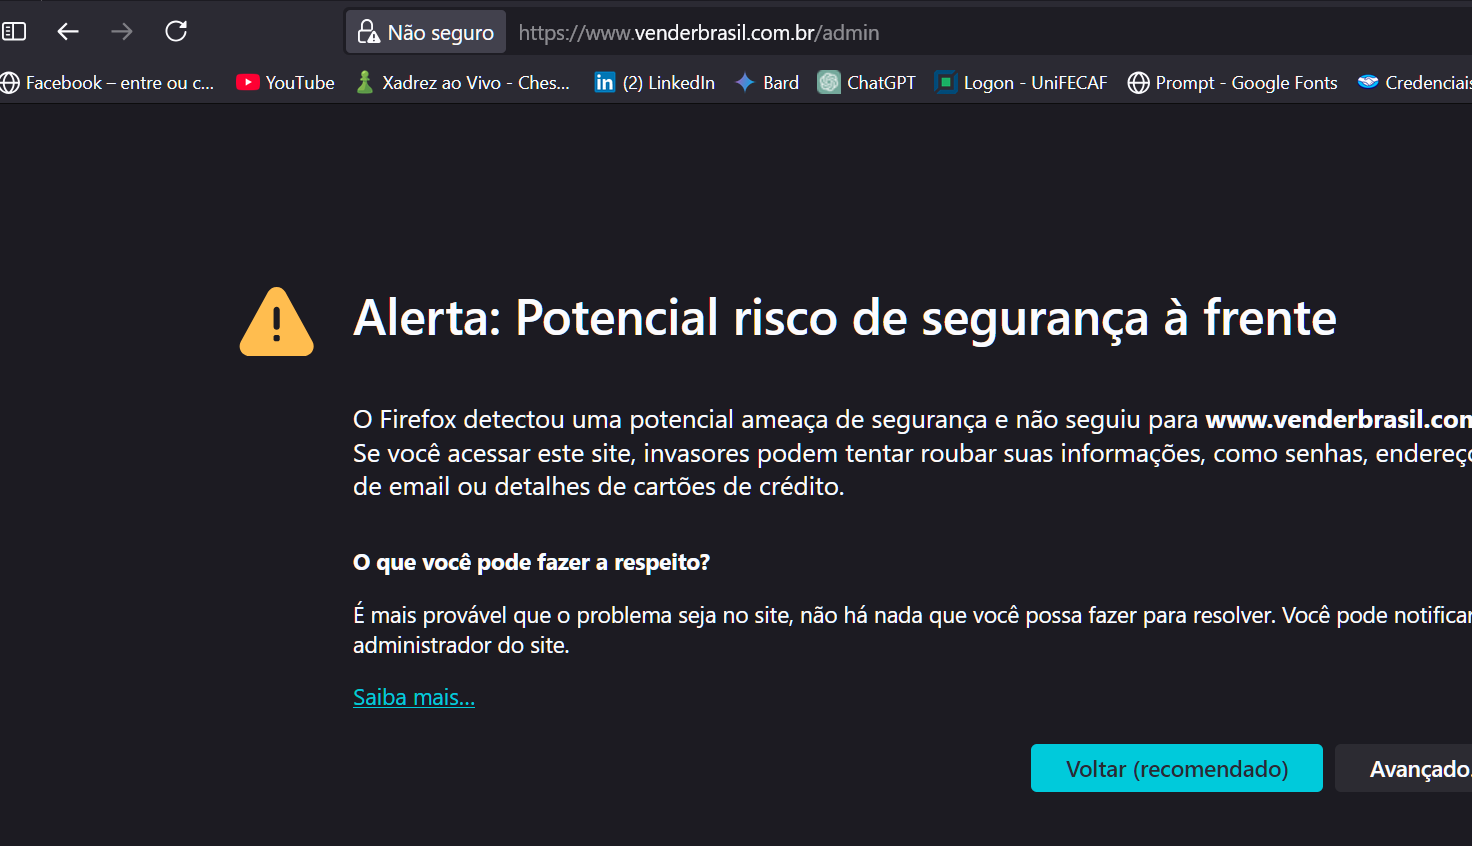 Não seguro https://www.venderbrasil.com.br/admin
Facebook – entre ou c... YouTube Xadrez ao Vivo - Ches... (2) LinkedIn Bard ChatGPT Logon - UniFECAF Prompt - Google Fonts Credenciais
Alerta: Potencial risco de segurança à frente
O Firefox detectou uma potencial ameaça de segurança e não seguiu para www.venderbrasil.com
Se você acessar este site, invasores podem tentar roubar suas informações, como senhas, endereço
de email ou detalhes de cartões de crédito.
O que você pode fazer a respeito?
É mais provável que o problema seja no site, não há nada que você possa fazer para resolver. Você pode notificar
administrador do site.
Saiba mais...
Voltar (recomendado) Avançado.